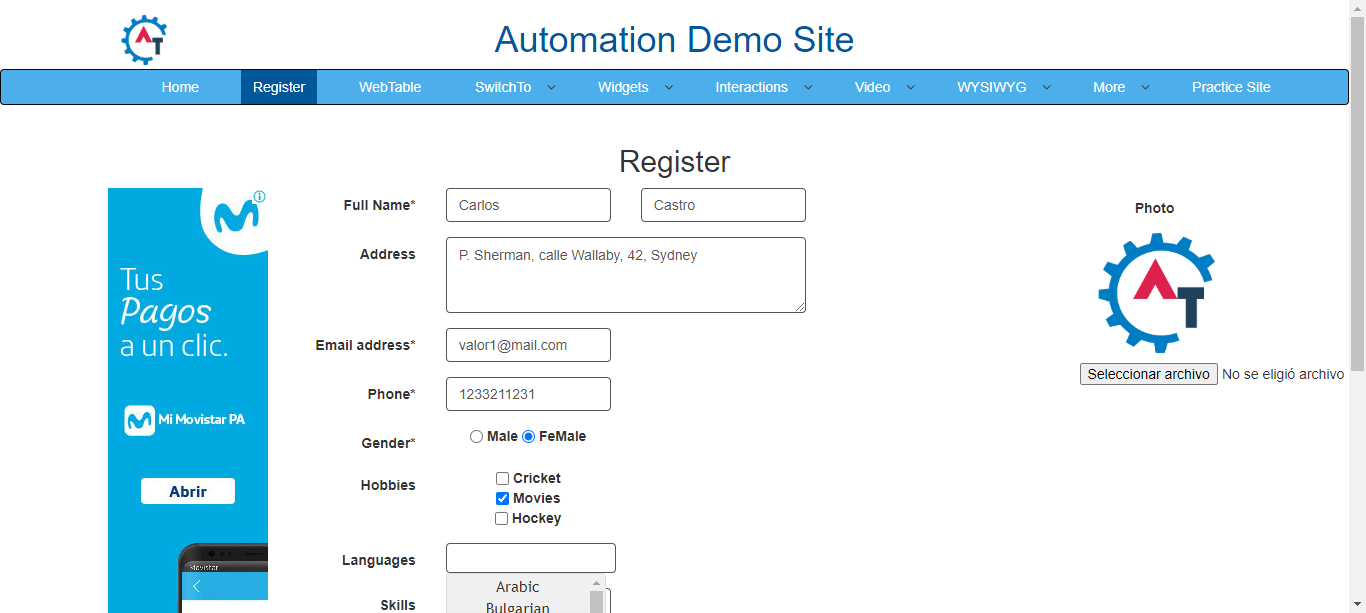 AT
Automation Demo Site
Home Register WebTable SwitchTo Widgets Interactions Video WYSIWYG More Practice Site
Register
Full Name* Carlos Castro
Photo
Address P. Sherman, calle Wallaby, 42, Sydney
AT
Tus
Pagos
a un clic.
Email address* valor1@mail.com
Seleccionar archivo No se eligió archivo
Phone* 1233211231
Mi Movistar PA
Gender* Male FeMale
Hobbies Cricket
Movies
Hockey
Abrir
Languages
Movistar
Arabic
Skills
Bulgarian